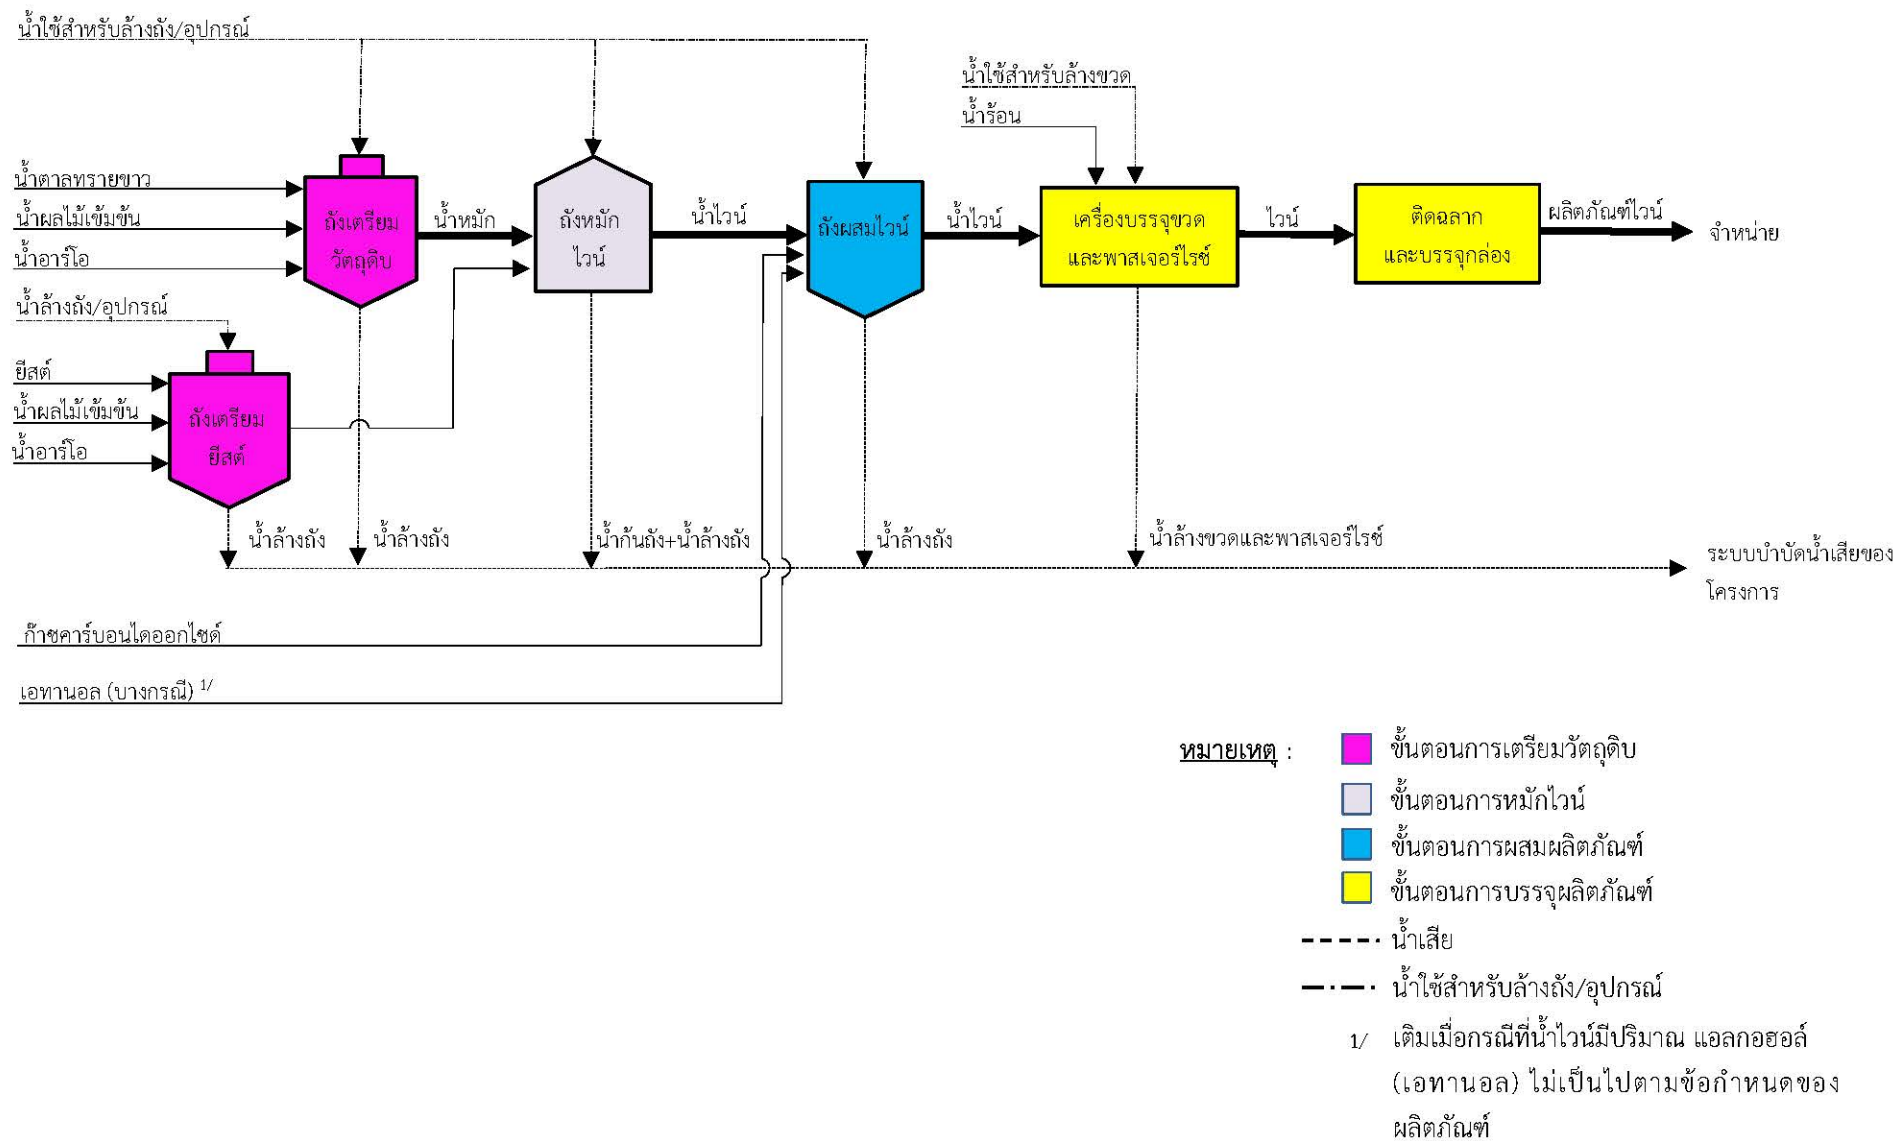 น้ำใช้สำหรับล้างถัง/อุปกรณ์
น้ำใช้สำหรับล้างขวด
น้ำร้อน
น้ำตาลทรายขาว
น้ำผลไม้เข้มข้น
น้ำอาร์โอ
ถังเตรียม
วัตถุดิบ
น้ำหมัก
ถังหมัก
ไวน์
น้ำไวน์
ถังผสมไวน์
น้ำไวน์
เครื่องบรรจุขวด
และพาสเจอร์ไรซ์
ไวน์
ติดฉลาก
และบรรจุกล่อง
ผลิตภัณฑ์ไวน์
จำหน่าย
น้ำล้างถัง/อุปกรณ์
ยีสต์
น้ำผลไม้เข้มข้น
น้ำอาร์โอ
ถังเตรียม
ยีสต์
น้ำล้างถัง
น้ำล้างถัง
น้ำก้นถัง+น้ำล้างถัง
น้ำล้างถัง
น้ำล้างขวดและพาสเจอร์ไรซ์
ระบบบำบัดน้ำเสียของ
โครงการ
ก๊าซคาร์บอนไดออกไซด์
เอทานอล (บางกรณี) 1/
หมายเหตุ :
ขั้นตอนการเตรียมวัตถุดิบ
ขั้นตอนการหมักไวน์
ขั้นตอนการผสมผลิตภัณฑ์
ขั้นตอนการบรรจุผลิตภัณฑ์
น้ำเสีย
น้ำใช้สำหรับล้างถัง/อุปกรณ์
1/ เติมเมื่อกรณีที่น้ำไวน์มีปริมาณ แอลกอฮอล์
(เอทานอล) ไม่เป็นไปตามข้อกำหนดของ
ผลิตภัณฑ์